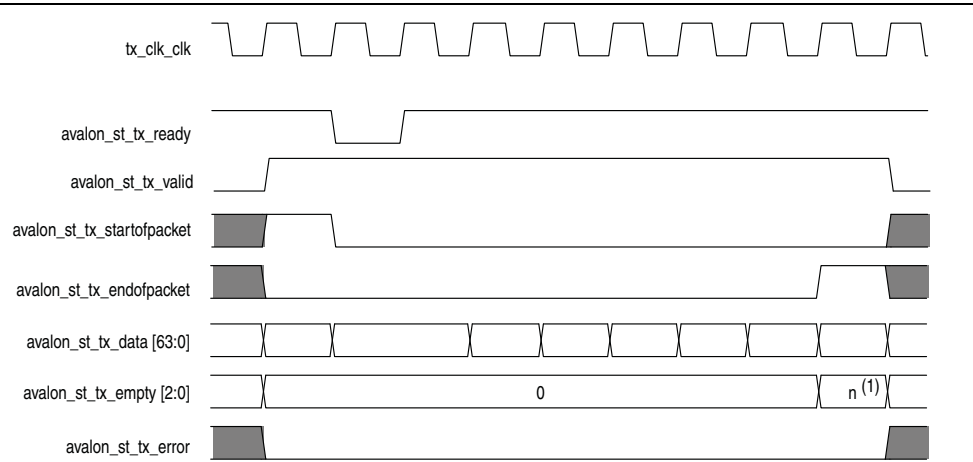 tx_clk_clk
avalon_st_tx_ready
avalon_st_tx_valid
avalon_st_tx_startofpacket
avalon_st_tx_endofpacket
avalon_st_tx_data [63:0]
avalon_st_tx_empty [2:0] 0 n (1)
avalon_st_tx_error